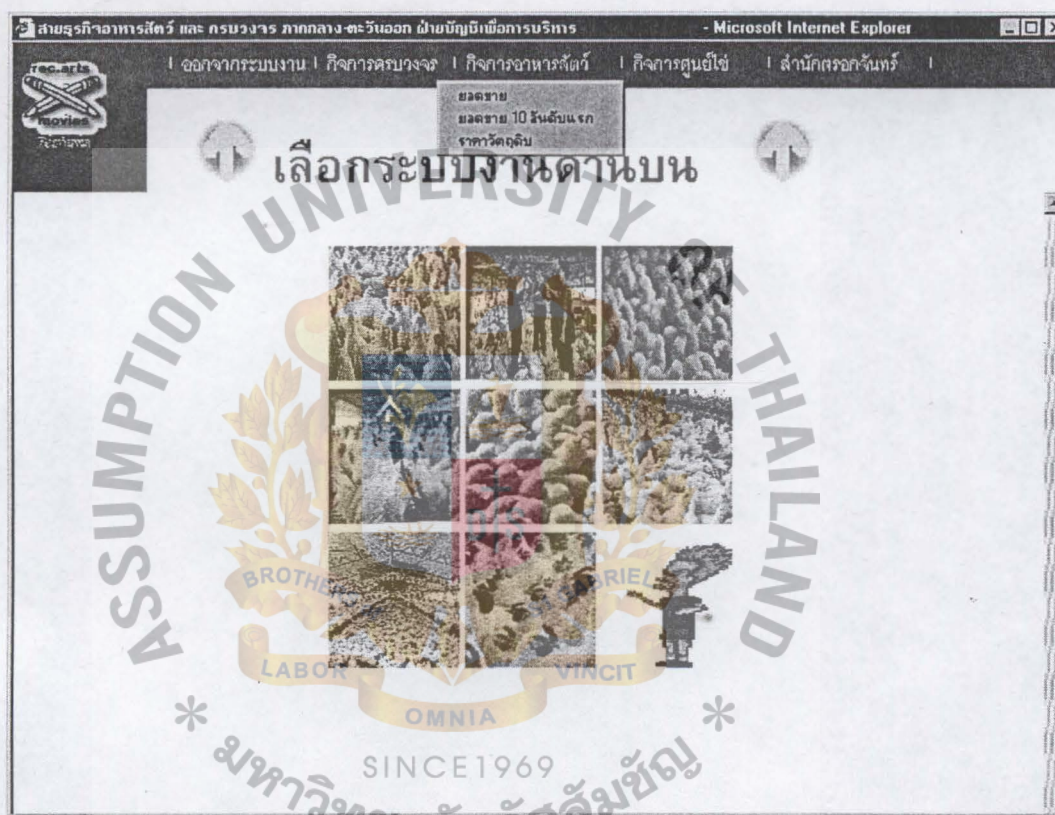 สายธุรกิจอาหารสัตว์ และ ครบวงจร ภาคกลาง-ตะวันออก ฝ่ายบัญชีเพื่อการบริหาร - Microsoft Internet Explorer
ออกจากระบบงาน | กิจการครบวงจร | กิจการอาหารสัตว์ | กิจการศูนย์ไข่ | สำนักตรอกจันทร์ |
rec.arts
movies
reviews
ยอดขาย
ยอดขาย 10 อันดับแรก
ราคาวัตถุดิบ
เลือกระบบงานด้านบน
ASSUMPTION UNIVERSITY OF THAILAND
BROTHERS
GABRIEL
LABOR
VINCIT
OMNIA
SINCE1969